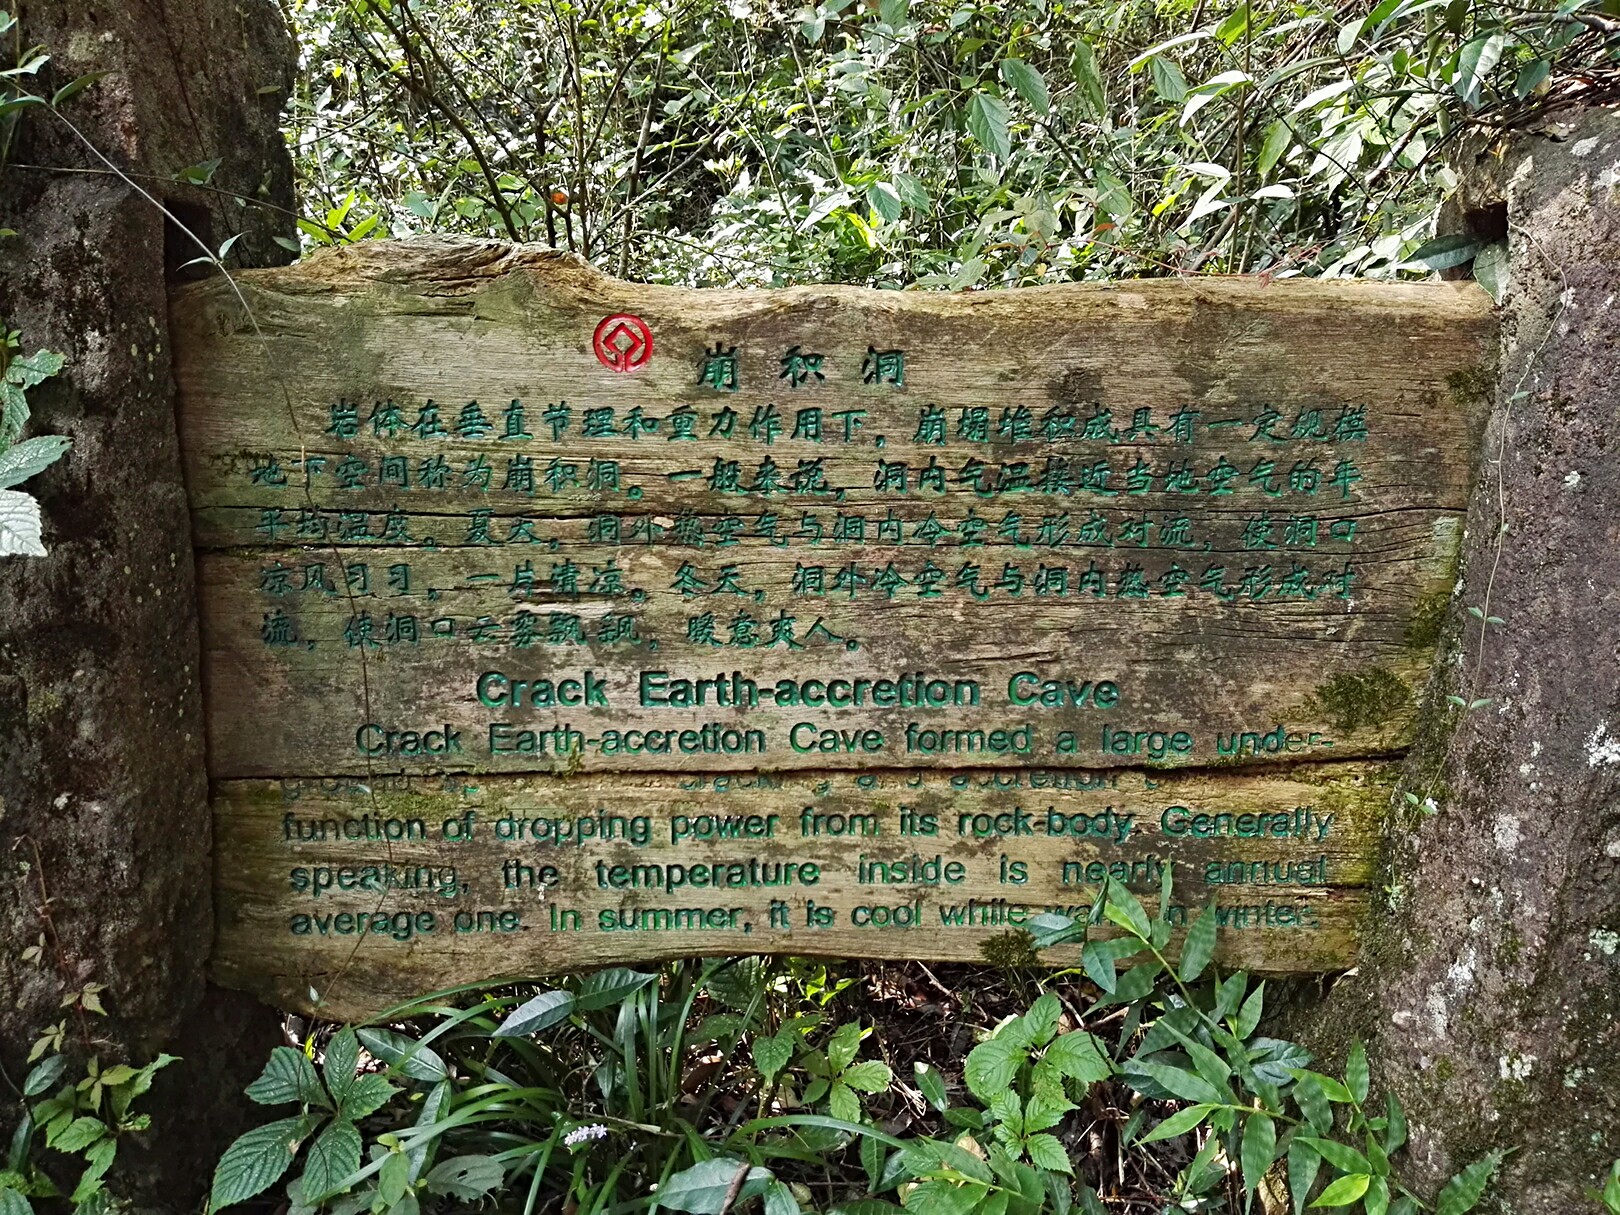 崩积洞
岩体在垂直节理和重力作用下，崩塌堆积成具有一定规模
地下空间称为崩积洞。一般来说，洞内气温接近当地空气的年
平均温度。夏天，洞外热空气与洞内冷空气形成对流，使洞口
凉风习习，一片清凉。冬天，洞外冷空气与洞内热空气形成对
流，使洞口云雾飘飘，暖意爽人。
Crack Earth-accretion Cave
Crack Earth-accretion Cave formed a large under-
cracking and accretion
function of dropping power from its rock-body. Generally
speaking, the temperature inside is nearly annual
average one. In summer, it is cool while in winter